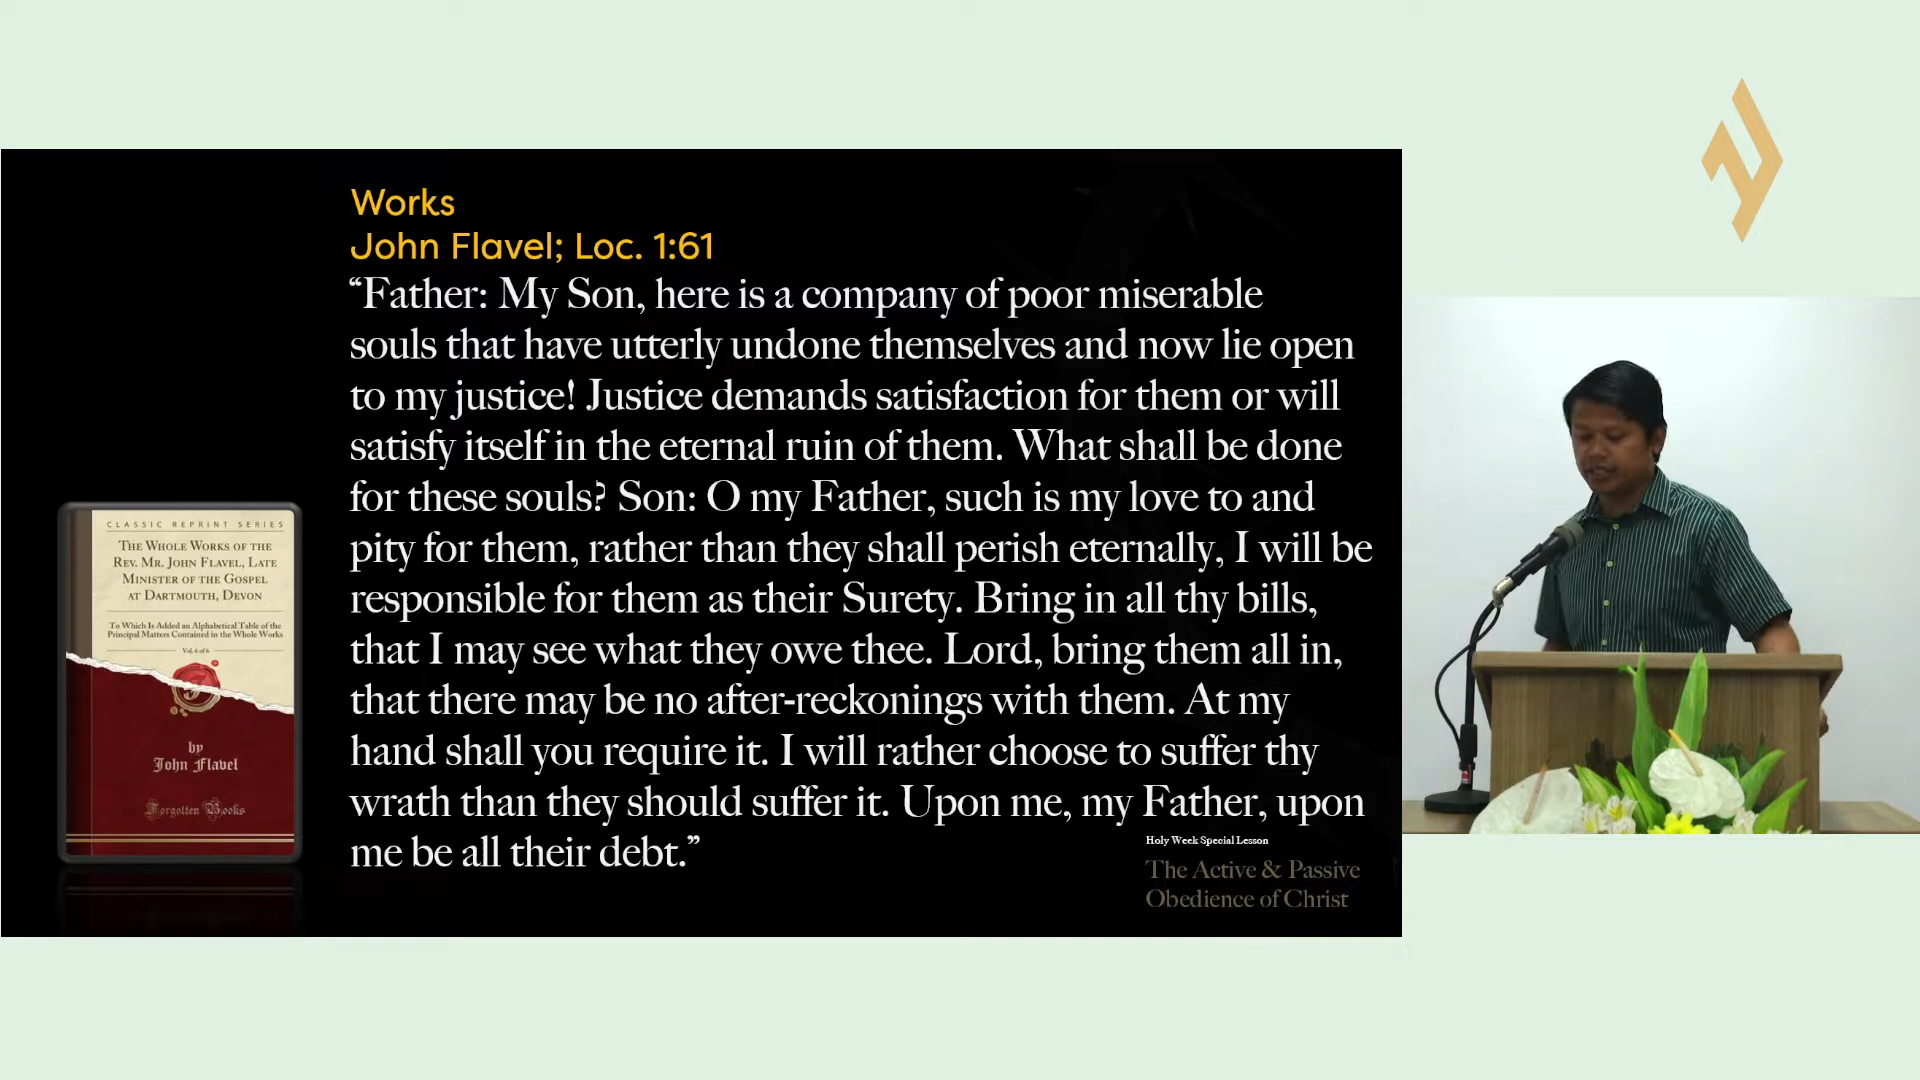 Works
John Flavel; Loc. 1:61
“Father: My Son, here is a company of poor miserable
souls that have utterly undone themselves and now lie open
to my justice! Justice demands satisfaction for them or will
satisfy itself in the eternal ruin of them. What shall be done
for these souls? Son: O my Father, such is my love to and
pity for them, rather than they shall perish eternally, I will be
responsible for them as their Surety. Bring in all thy bills,
that I may see what they owe thee. Lord, bring them all in,
that there may be no after-reckonings with them. At my
hand shall you require it. I will rather choose to suffer thy
wrath than they should suffer it. Upon me, my Father, upon
me be all their debt.”
Holy Week Special Lesson
The Active & Passive
Obedience of Christ
CLASSIC REPRINT SERIES
THE WHOLE WORKS OF THE
REV. MR. JOHN FLAVEL, LATE
MINISTER OF THE GOSPEL
AT DARTMOUTH, DEVON
To Which Is Added an Alphabetical Table of the
Principal Matters Contained in the Whole Works
Vol. 6 of 6
by
John Flavel
Forgotten Books